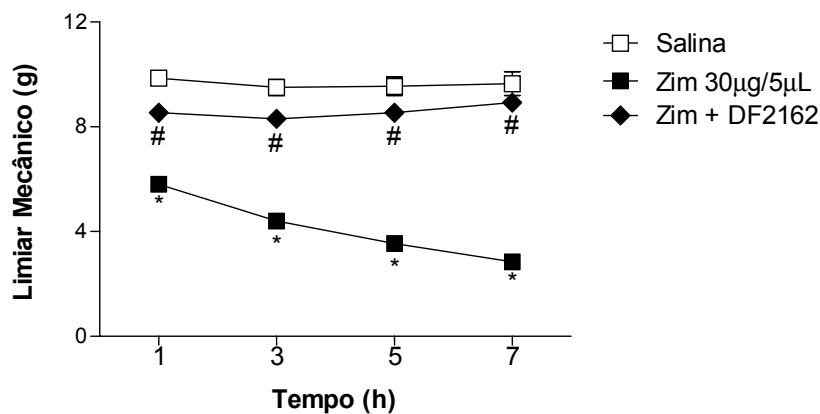 12
8
4
0
Limiar Mecânico (g)
# # # #
* * * *
1 3 5 7
Tempo (h)
Salina
Zim 30μg/5μL
Zim + DF2162